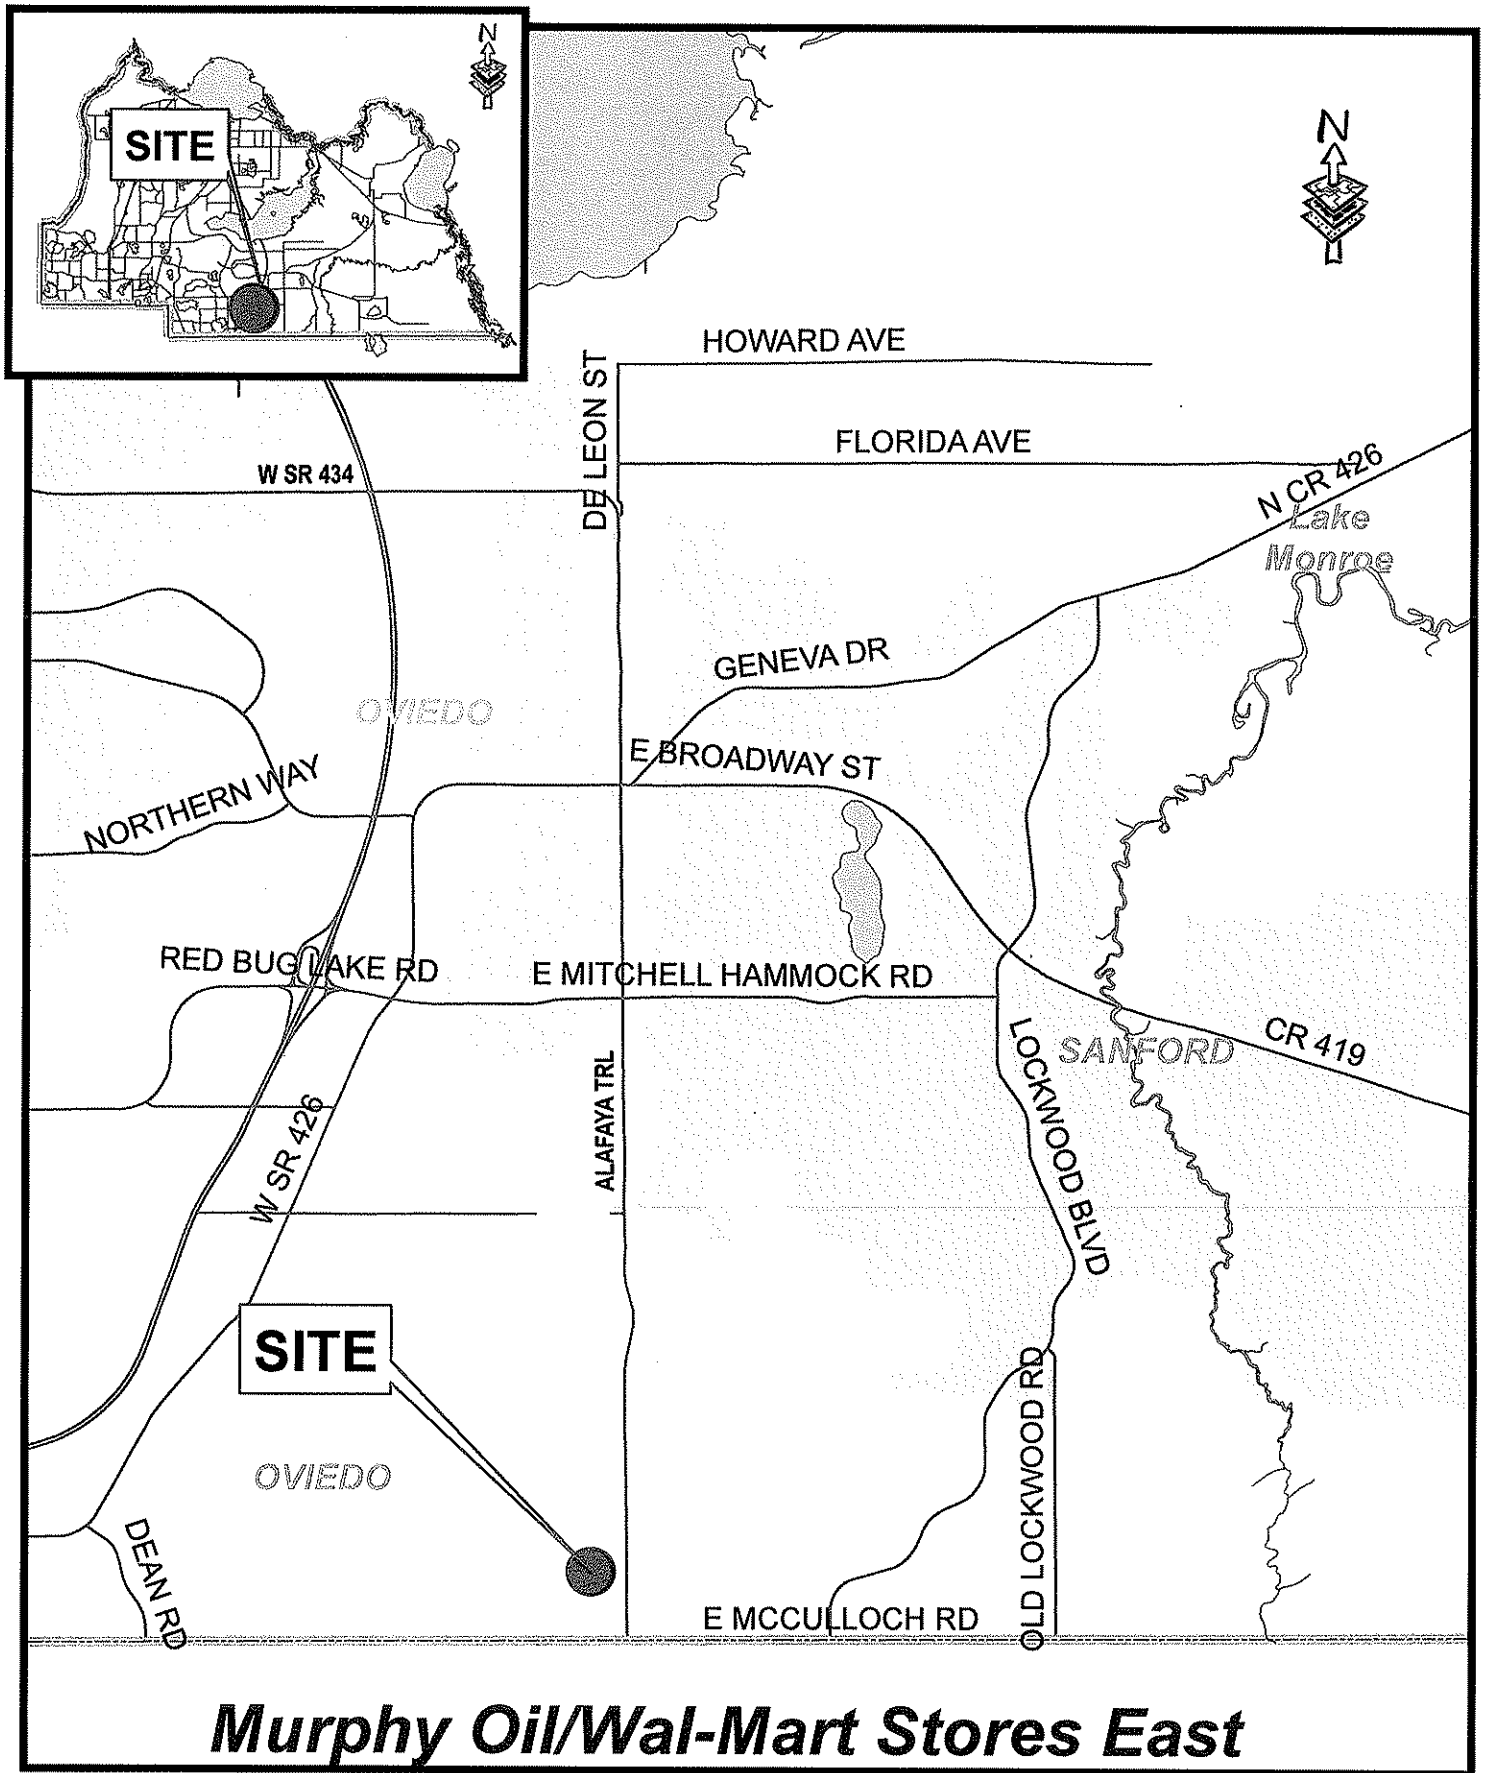 N
SITE
N
HOWARD AVE
DE LEON ST
FLORIDA AVE
W SR 434
N CR 426
Lake
Monroe
GENEVA DR
OVIEDO
E BROADWAY ST
NORTHERN WAY
RED BUG LAKE RD
E MITCHELL HAMMOCK RD
CR 419
SANFORD
LOCKWOOD BLVD
ALAFAYA TRL
W SR 426
SITE
OVIEDO
OLD LOCKWOOD RD
DEAN RD
E MCCULLOCH RD
Murphy Oil/Wal-Mart Stores East